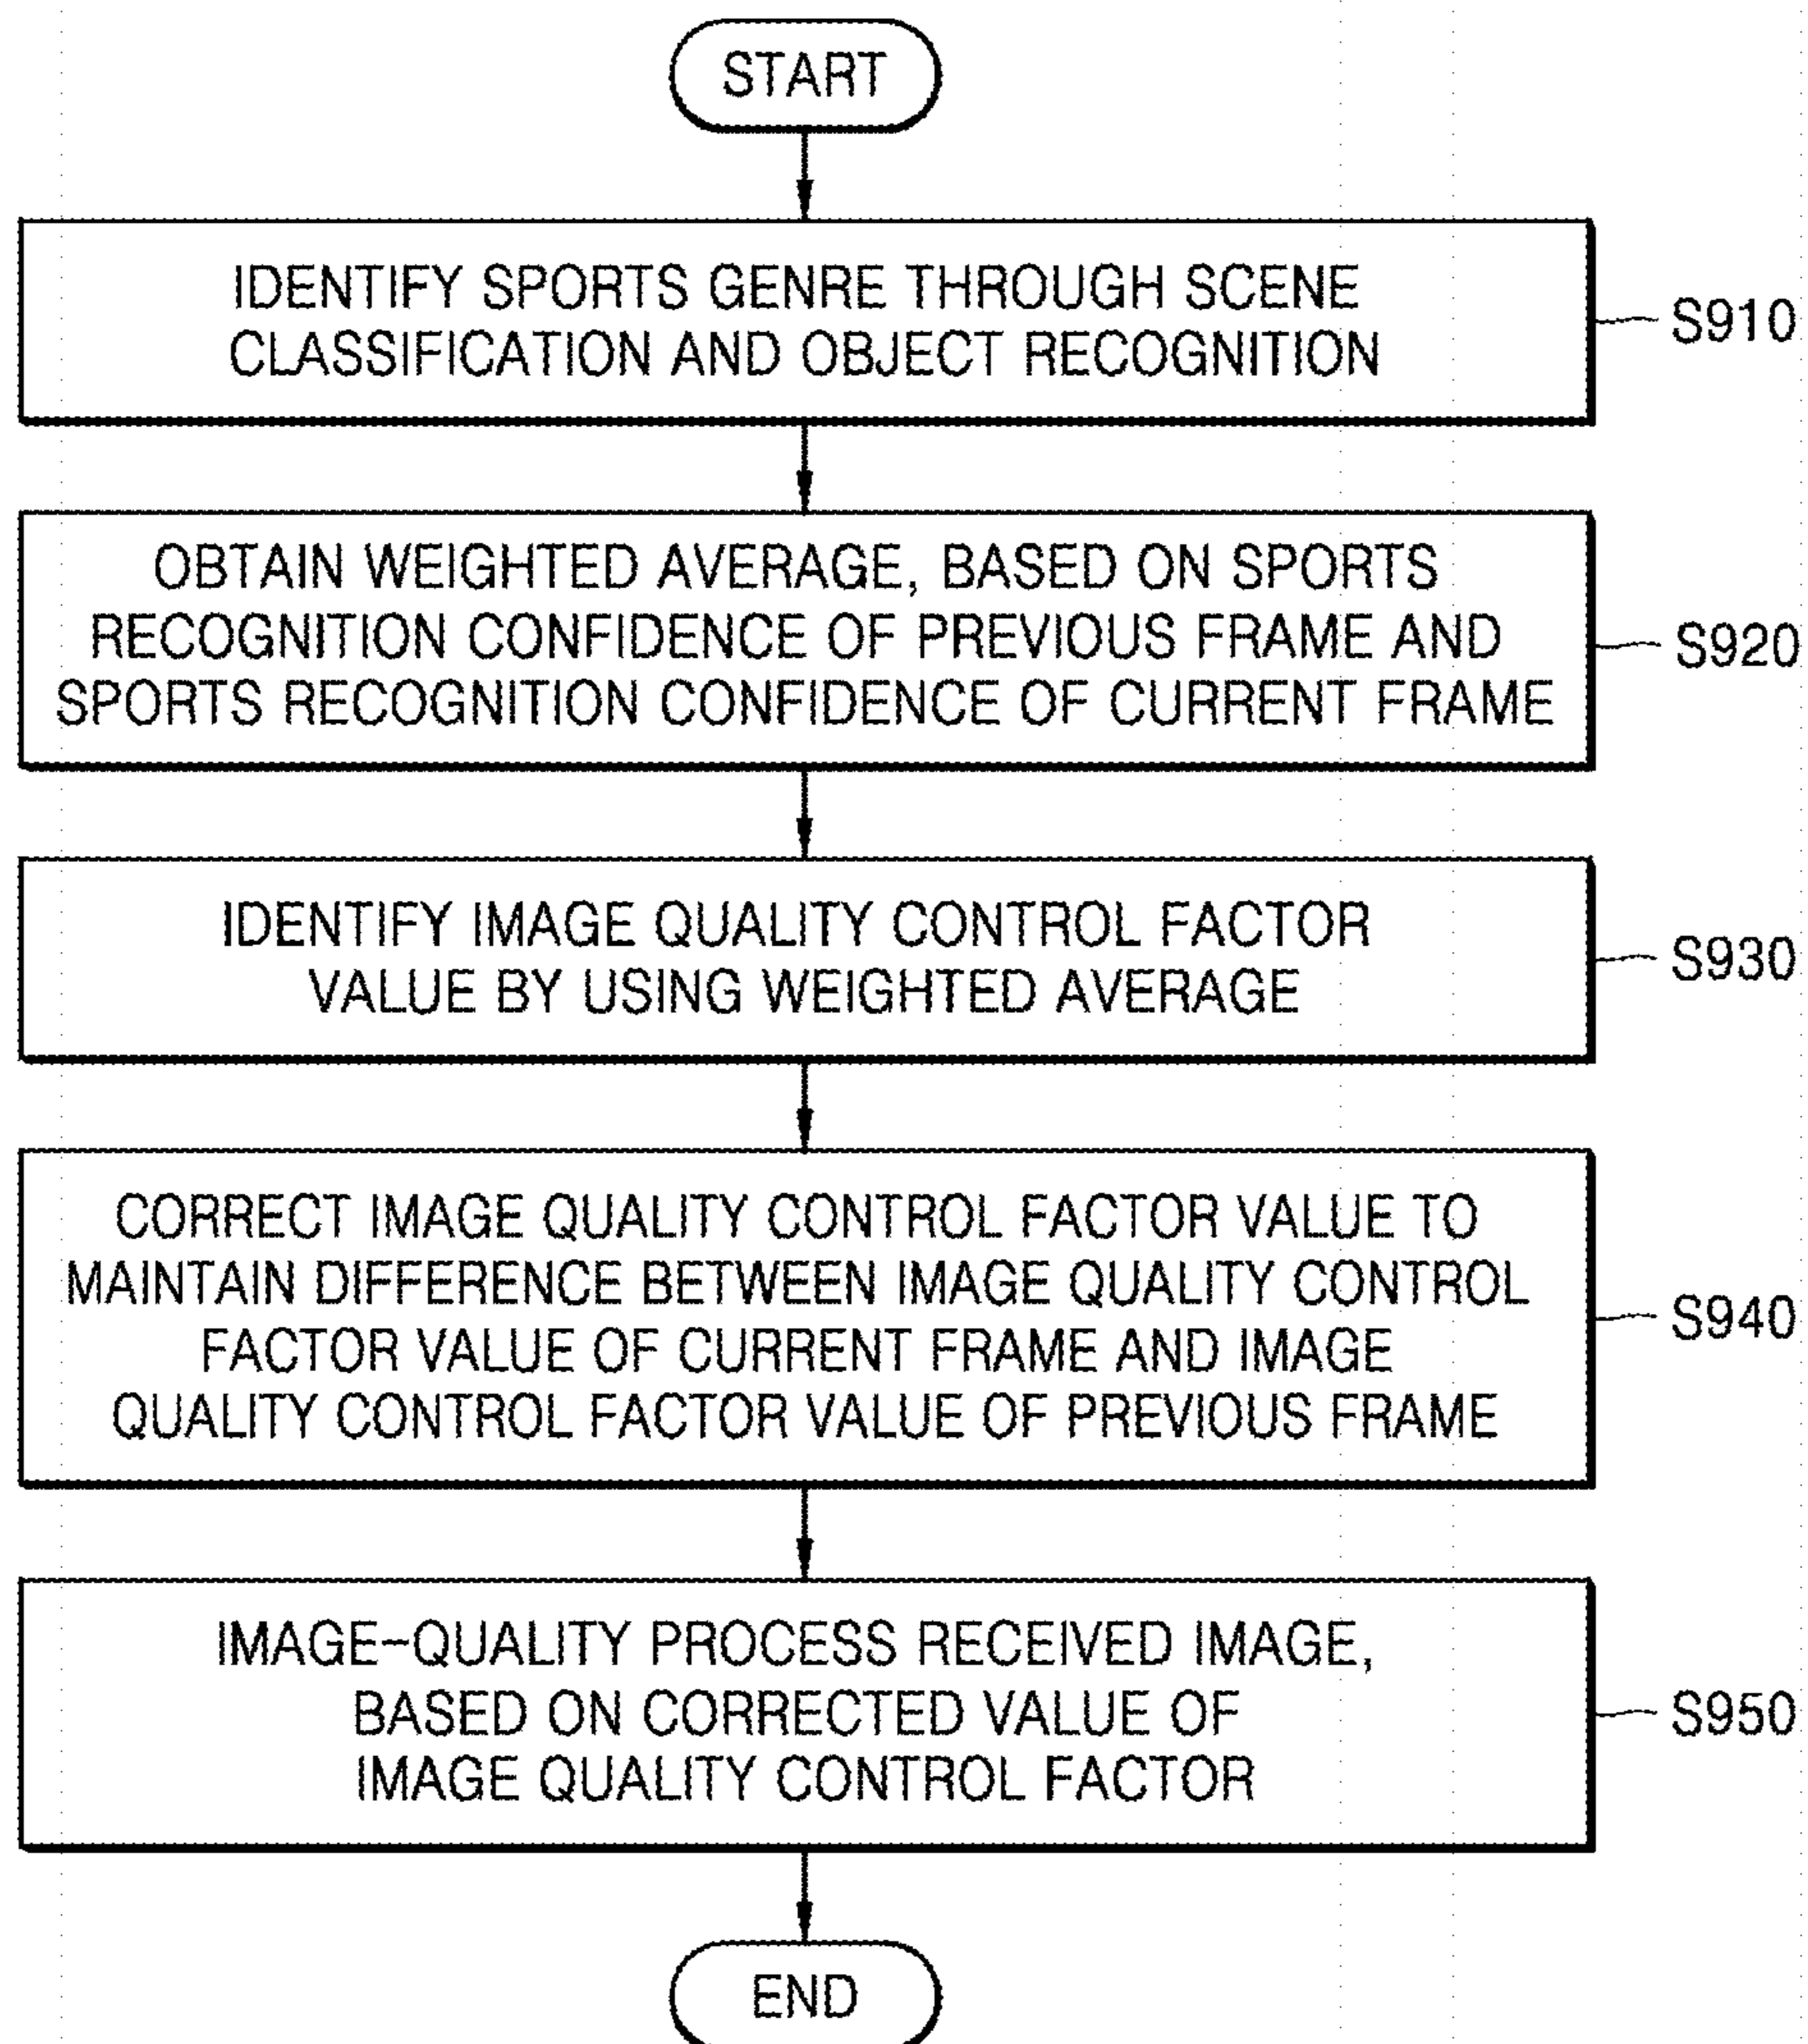 START
IDENTIFY SPORTS GENRE THROUGH SCENE
CLASSIFICATION AND OBJECT RECOGNITION
S910
OBTAIN WEIGHTED AVERAGE, BASED ON SPORTS
RECOGNITION CONFIDENCE OF PREVIOUS FRAME AND
SPORTS RECOGNITION CONFIDENCE OF CURRENT FRAME
S920
IDENTIFY IMAGE QUALITY CONTROL FACTOR
VALUE BY USING WEIGHTED AVERAGE
S930
CORRECT IMAGE QUALITY CONTROL FACTOR VALUE TO
MAINTAIN DIFFERENCE BETWEEN IMAGE QUALITY CONTROL
FACTOR VALUE OF CURRENT FRAME AND IMAGE
QUALITY CONTROL FACTOR VALUE OF PREVIOUS FRAME
S940
IMAGE-QUALITY PROCESS RECEIVED IMAGE,
BASED ON CORRECTED VALUE OF
IMAGE QUALITY CONTROL FACTOR
S950
END